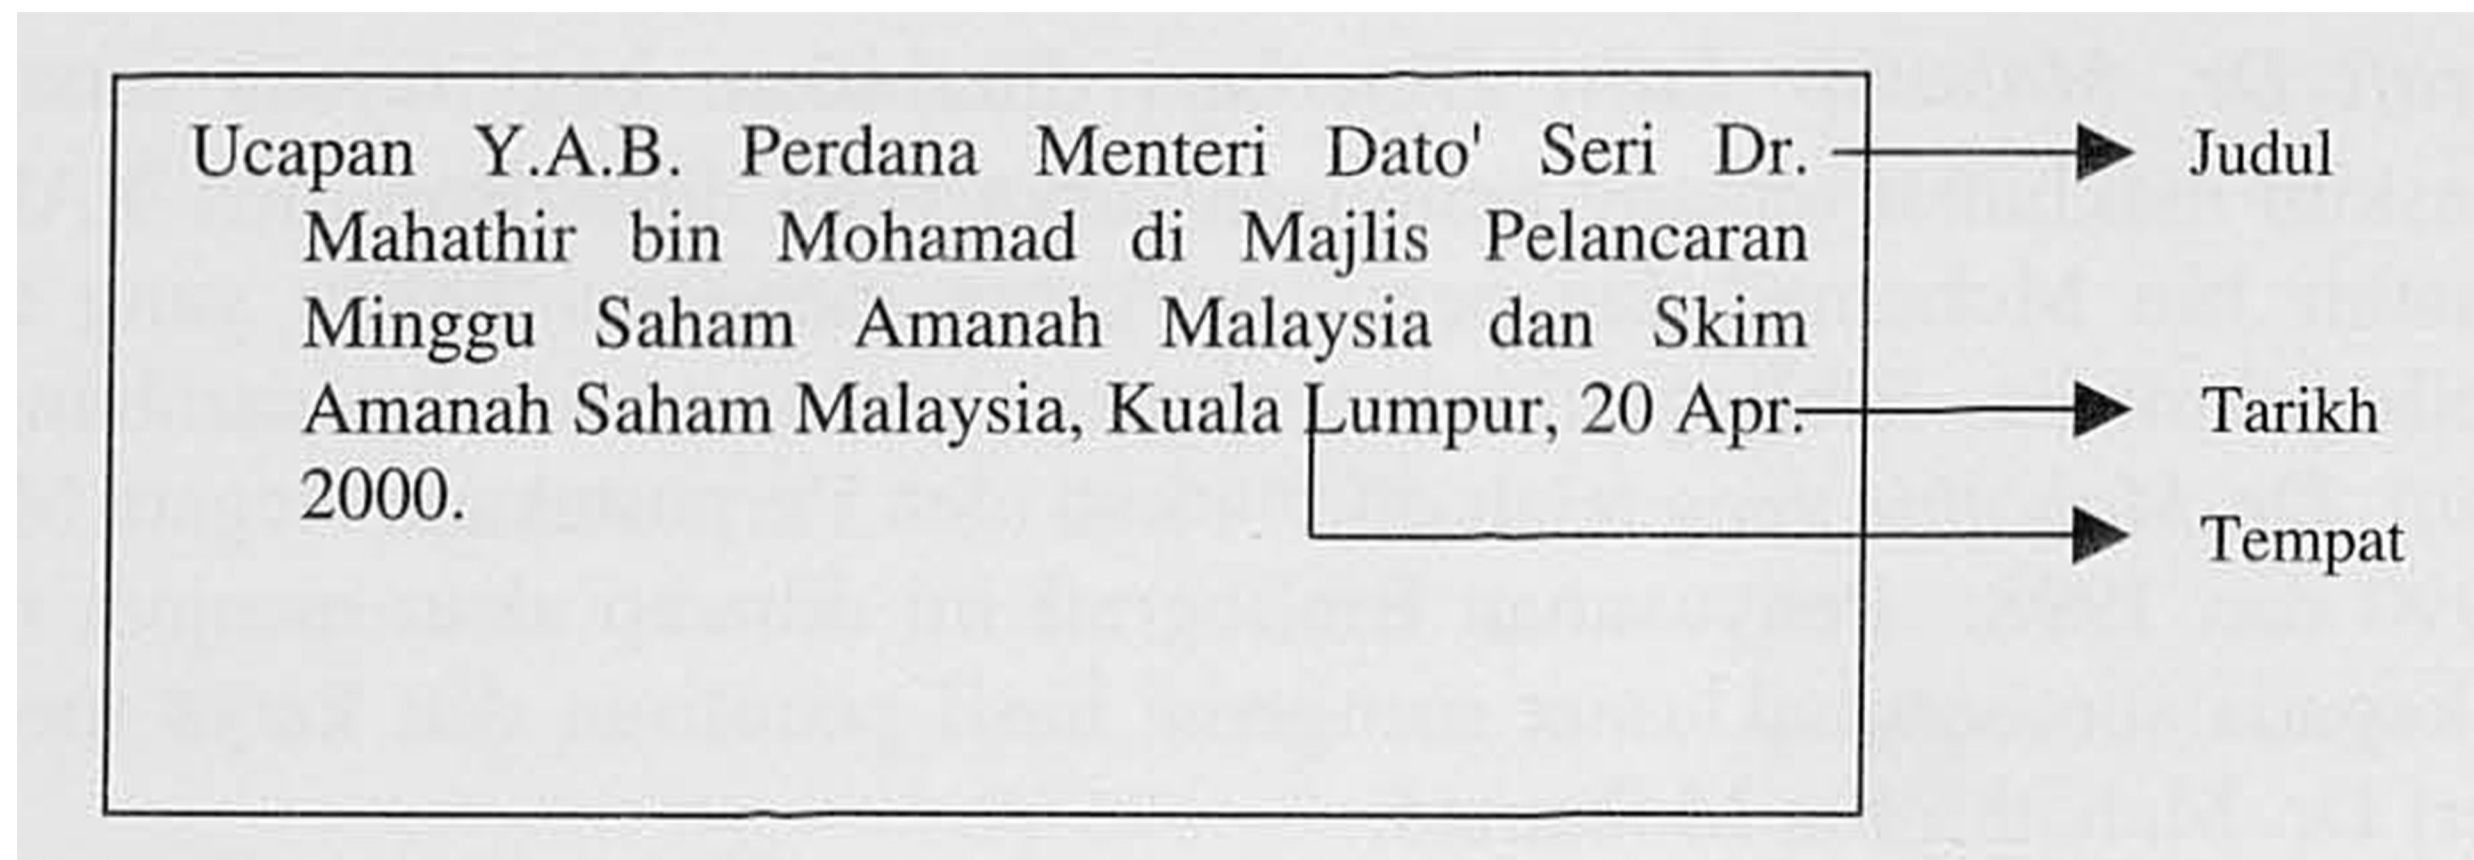 Ucapan Y.A.B. Perdana Menteri Dato' Seri Dr.
Mahathir bin Mohamad di Majlis Pelancaran
Minggu Saham Amanah Malaysia dan Skim
Amanah Saham Malaysia, Kuala Lumpur, 20 Apr.
2000.
Judul
Tarikh
Tempat